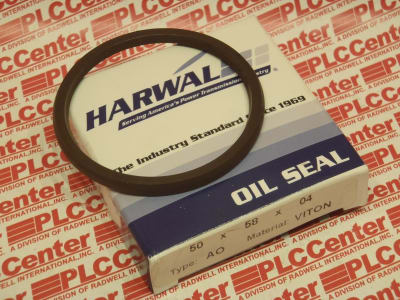 HARWAL
Serving America's Power Transmission Industry
the Industry Standard since 1969
OIL SEAL
50 x 58 x 04
Type: AO Material: VITON
PLCCenter
A DIVISION OF RADWELL INTERNATIONAL, INC.